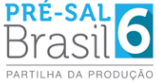 PRÉ-SAL
Brasil 6
PARTILHA DA PRODUÇÃO